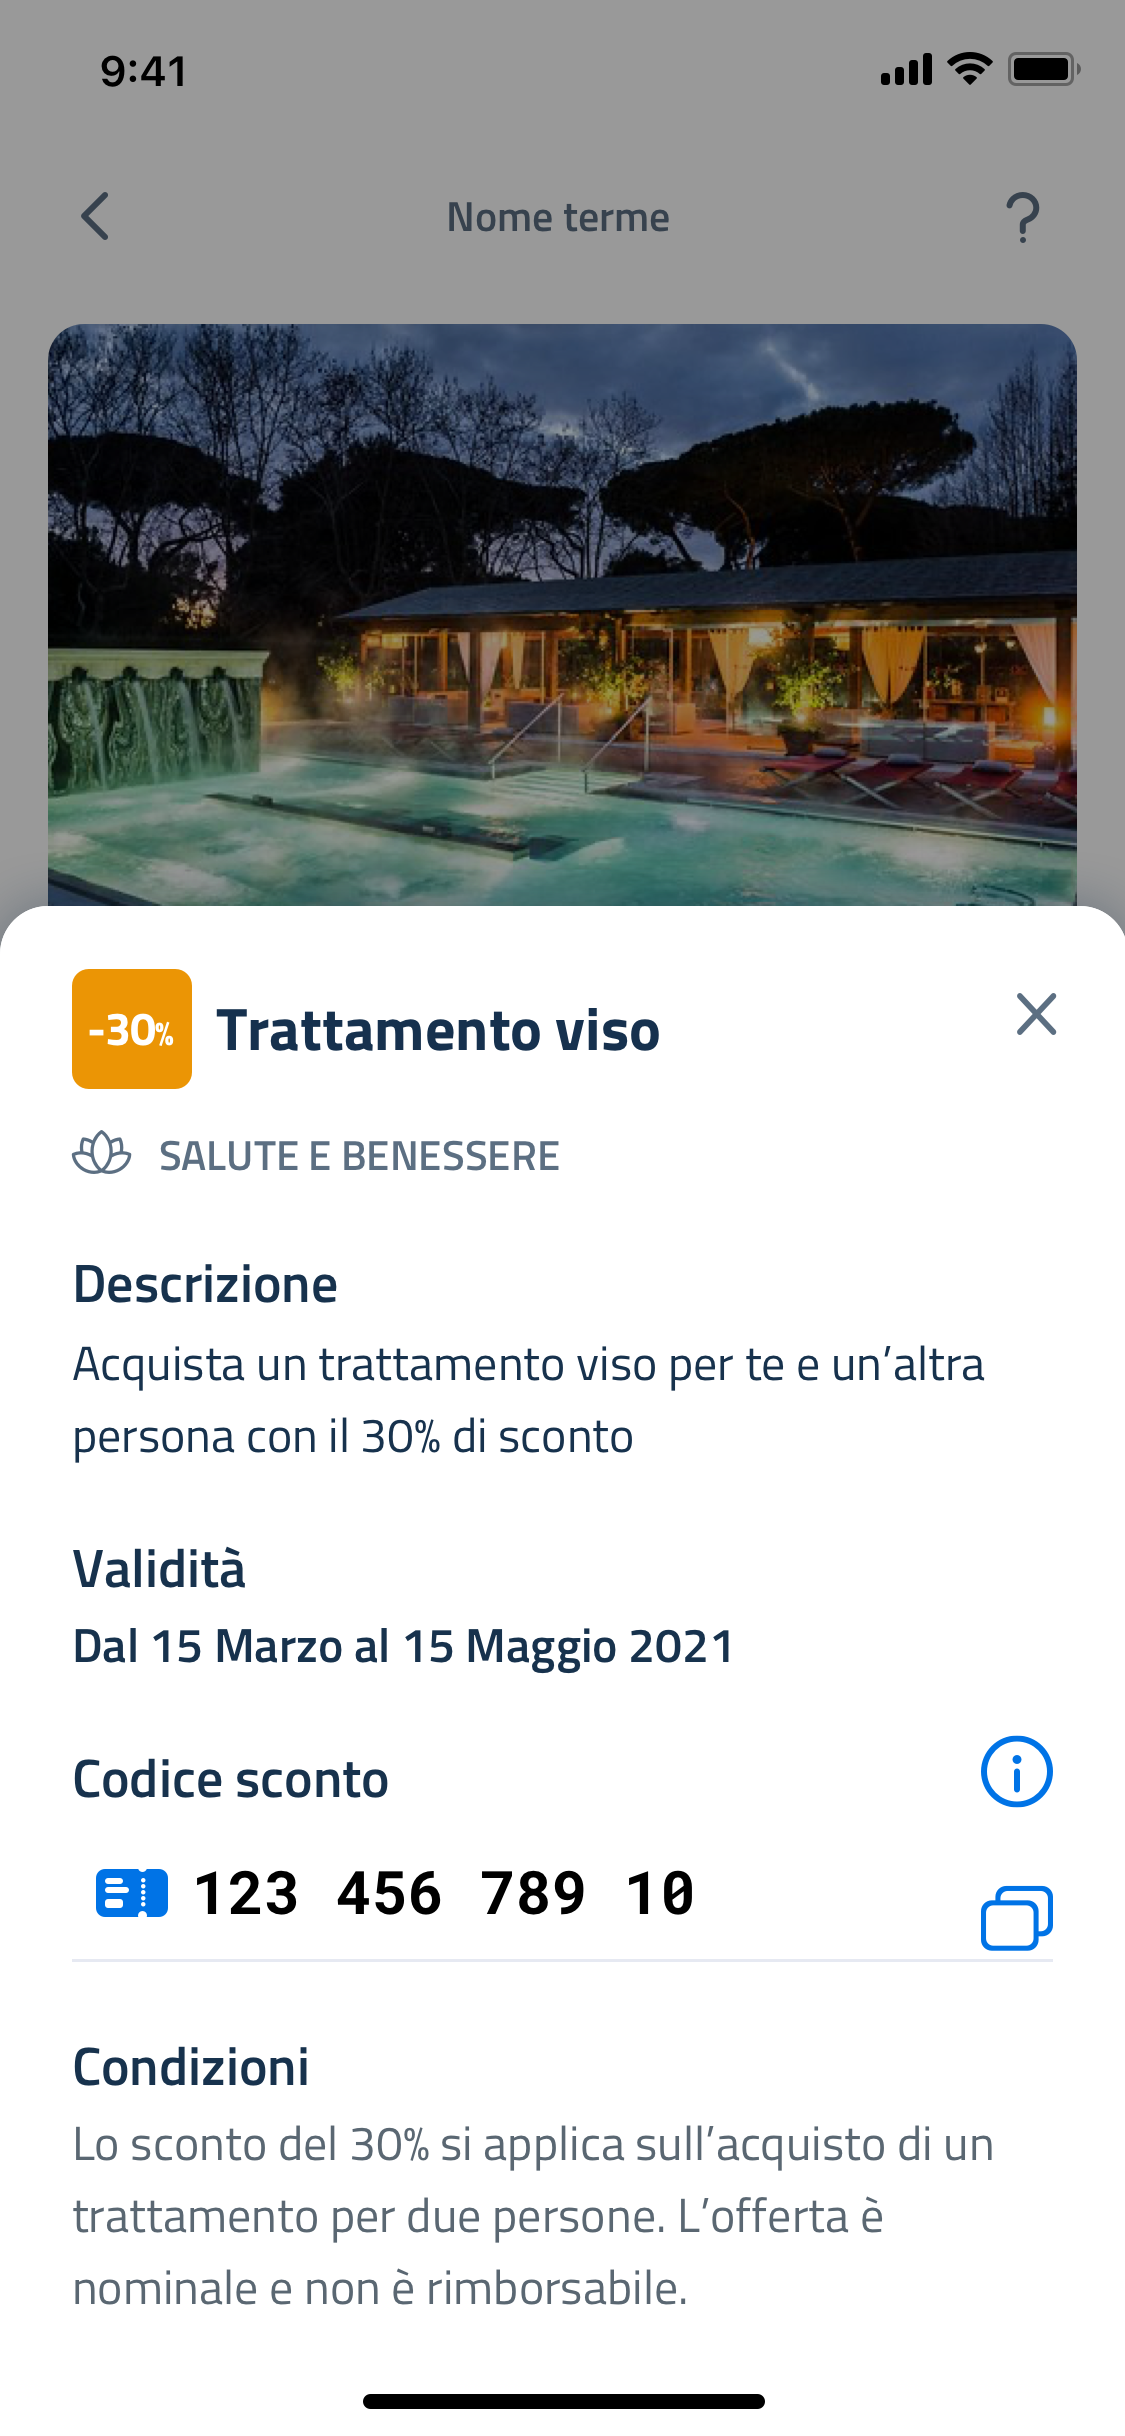 9:41
Nome terme
-30%
Trattamento viso
SALUTE E BENESSERE
Descrizione
Acquista un trattamento viso per te e un’altra
persona con il 30% di sconto
Validità
Dal 15 Marzo al 15 Maggio 2021
Codice sconto
123 456 789 10
Condizioni
Lo sconto del 30% si applica sull’acquisto di un
trattamento per due persone. L’offerta è
nominale e non è rimborsabile.